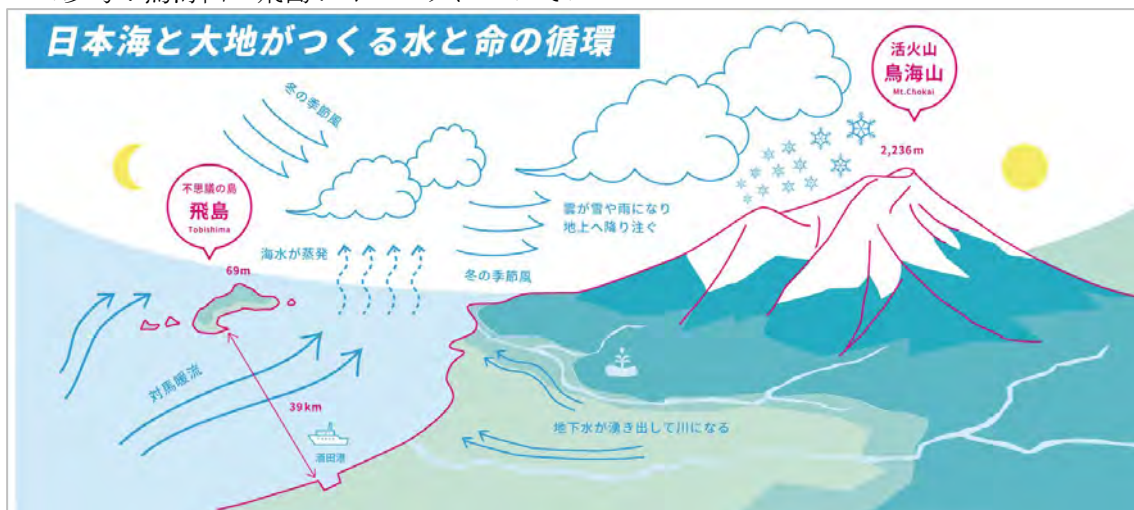 日本海と大地がつくる水と命の循環
活火山
鳥海山
Mt.Chokai
2,236m
冬の季節風
不思議の島
飛島
Tobishima
69m
海水が蒸発
雲が雪や雨になり
地上へ降り注ぐ
冬の季節風
対馬暖流
39km
酒田港
地下水が湧き出して川になる